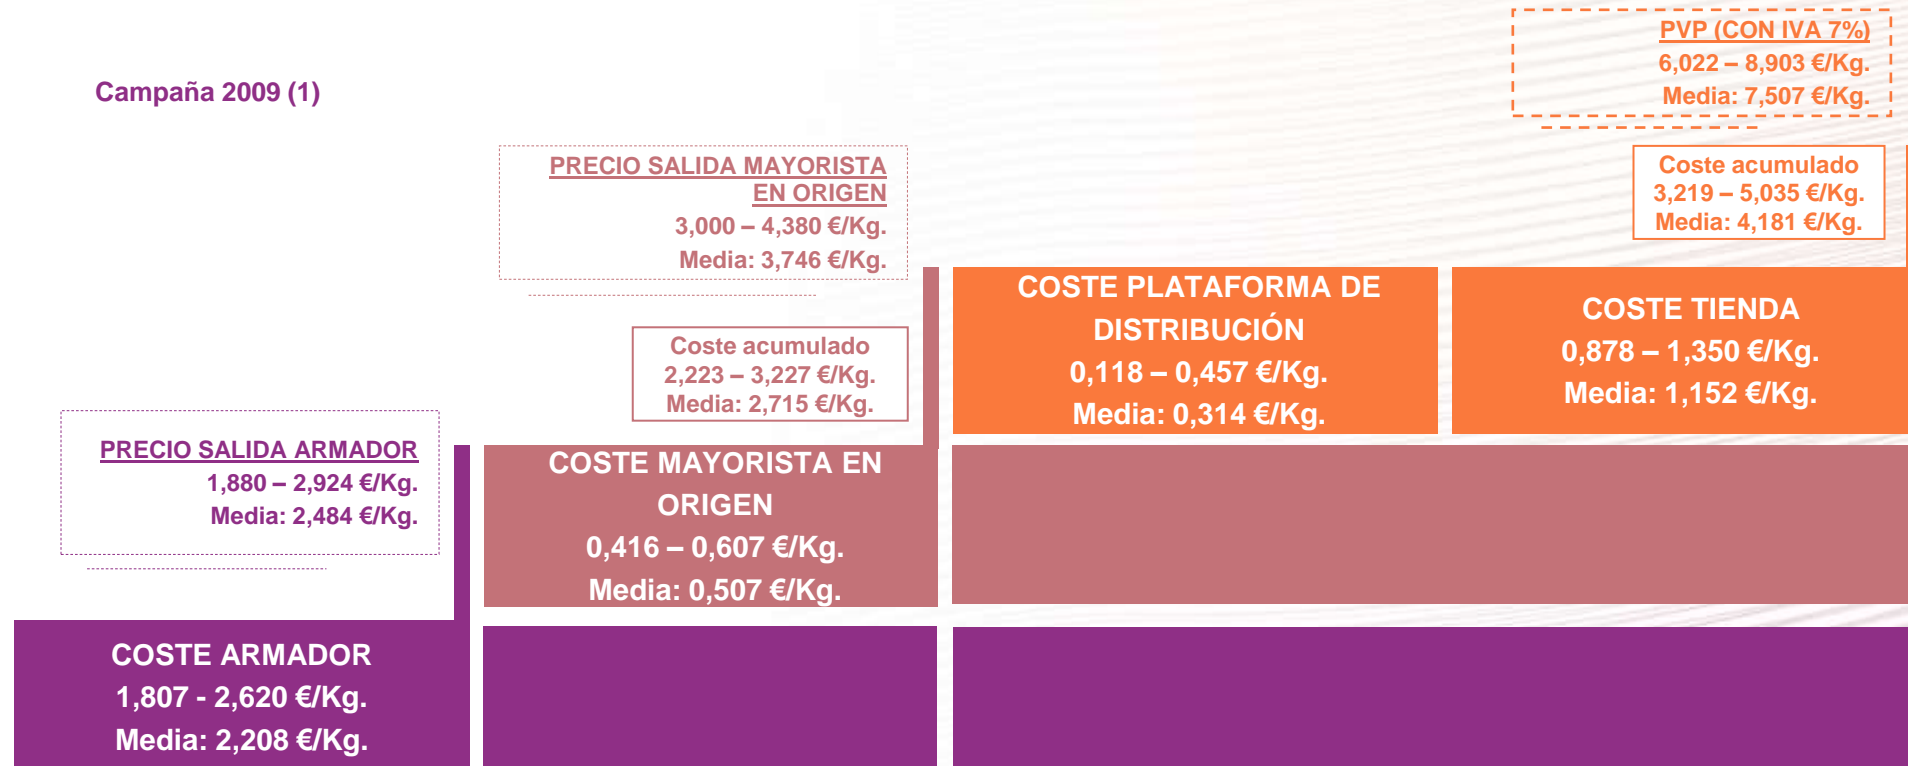 PVP (CON IVA 7%)
6,022 – 8,903 €/Kg.
Media: 7,507 €/Kg.
Campaña 2009 (1)
PRECIO SALIDA MAYORISTA
EN ORIGEN
3,000 – 4,380 €/Kg.
Media: 3,746 €/Kg.
Coste acumulado
3,219 – 5,035 €/Kg.
Media: 4,181 €/Kg.
COSTE PLATAFORMA DE
DISTRIBUCIÓN
0,118 – 0,457 €/Kg.
Media: 0,314 €/Kg.
COSTE TIENDA
0,878 – 1,350 €/Kg.
Media: 1,152 €/Kg.
Coste acumulado
2,223 – 3,227 €/Kg.
Media: 2,715 €/Kg.
PRECIO SALIDA ARMADOR
1,880 – 2,924 €/Kg.
Media: 2,484 €/Kg.
COSTE MAYORISTA EN
ORIGEN
0,416 – 0,607 €/Kg.
Media: 0,507 €/Kg.
COSTE ARMADOR
1,807 - 2,620 €/Kg.
Media: 2,208 €/Kg.